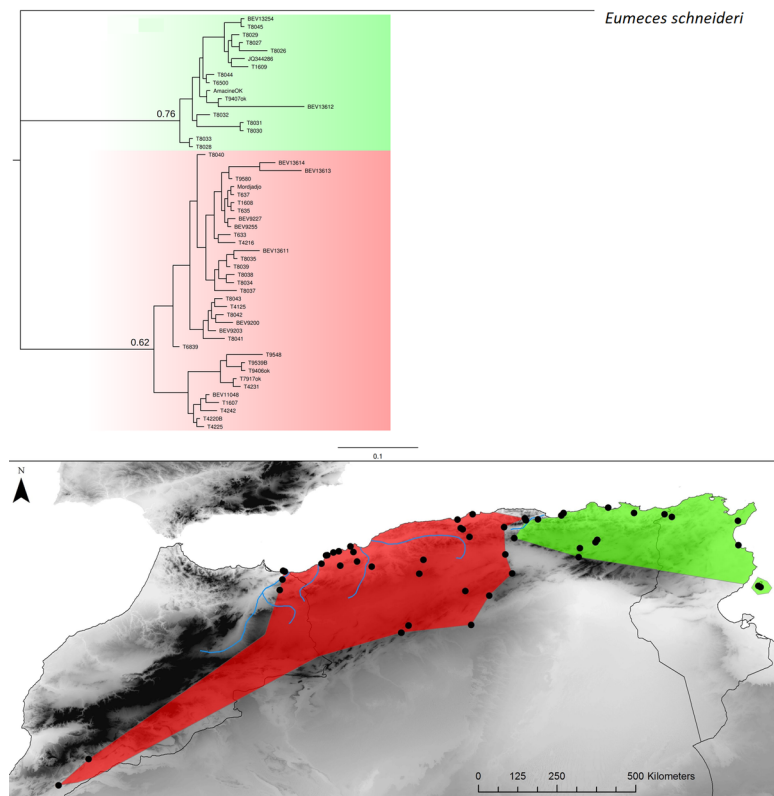 Eumeces schneideri
BEV13254
T8045
T8029
T8027
T8026
JQ344286
T1609
T8044
T6500
AmacineOK
T9407ok
BEV13612
0.76
T8032
T8031
T8030
T8033
T8028
T8040
BEV13614
BEV13613
T9580
Mordjadjo
T637
T1608
T635
BEV9227
BEV9255
T633
T4216
BEV13611
T8035
T8039
T8038
T8034
T8037
T8043
T4125
T8042
BEV9200
BEV9203
T8041
0.62
T6839
T9548
T9539B
T9406ok
T7917ok
T4231
BEV11048
T1607
T4242
T4220B
T4225
0.1
N
0 125 250 500 Kilometers